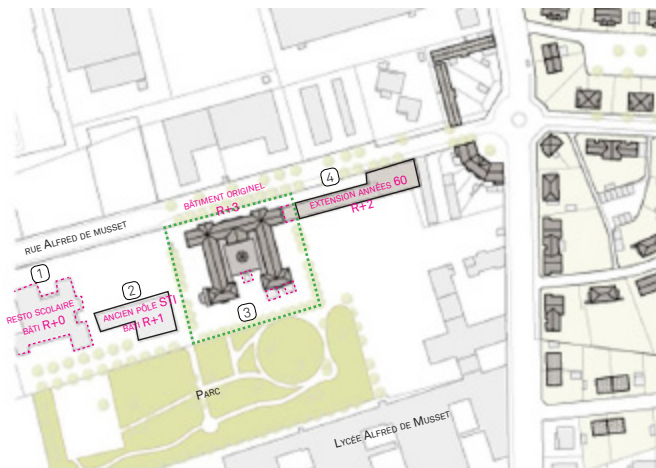 4
BÂTIMENT ORIGINEL
R+3
EXTENSION ANNÉES 60
R+2
RUE ALFRED DE MUSSET
1
RESTO SCOLAIRE
BÂTI R+0
2
ANCIEN PÔLE STI
BÂTI R+1
3
PARC
LYCÉE ALFRED DE MUSSET